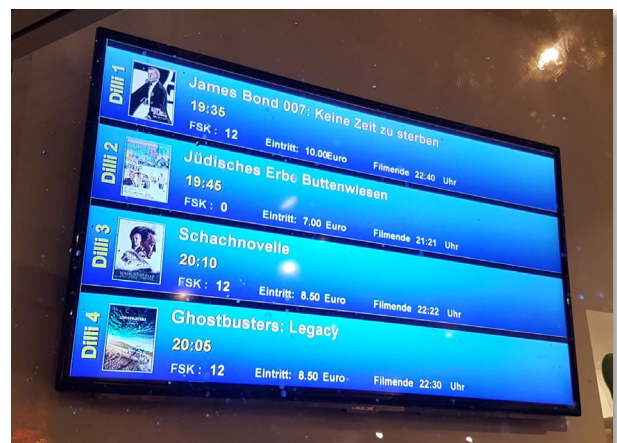 Dilli 1
James Bond 007: Keine Zeit zu sterben
19:35
FSK : 12 Eintritt: 10.00Euro Filmende 22:40 Uhr
Dilli 2
Jüdisches Erbe Buttenwiesen
19:45
FSK : 0 Eintritt: 7.00 Euro Filmende 21:21 Uhr
Dilli 3
Schachnovelle
20:10
FSK : 12 Eintritt: 8.50 Euro Filmende 22:22 Uhr
Dilli 4
Ghostbusters: Legacy
20:05
FSK : 12 Eintritt: 8.50 Euro Filmende 22:30 Uhr